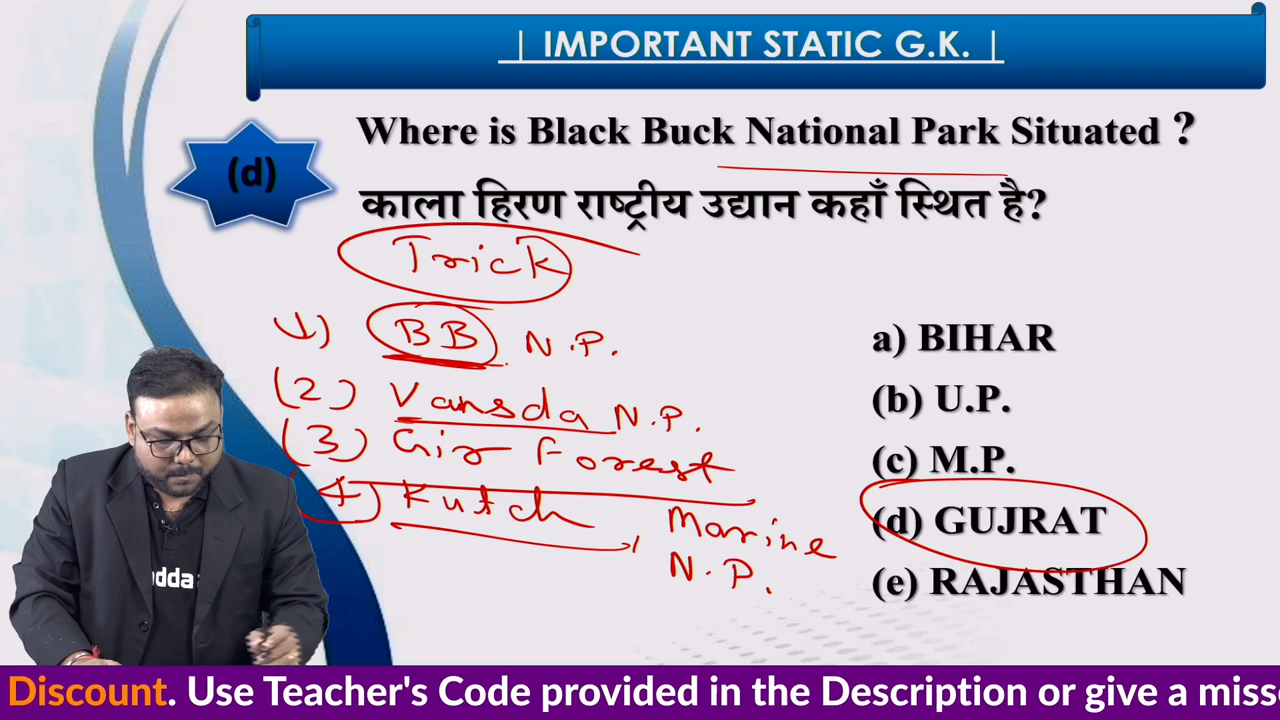 | IMPORTANT STATIC G.K. |
(d)
Where is Black Buck National Park Situated ?
काला हिरण राष्ट्रीय उद्यान कहाँ स्थित है?
Trick
1) BB N.P.
(2) Vansda N.P.
(3) Gir Forest
(4) Kutch Marine
N.P.
a) BIHAR
(b) U.P.
(c) M.P.
(d) GUJRAT
(e) RAJASTHAN
adda
Discount. Use Teacher's Code provided in the Description or give a miss